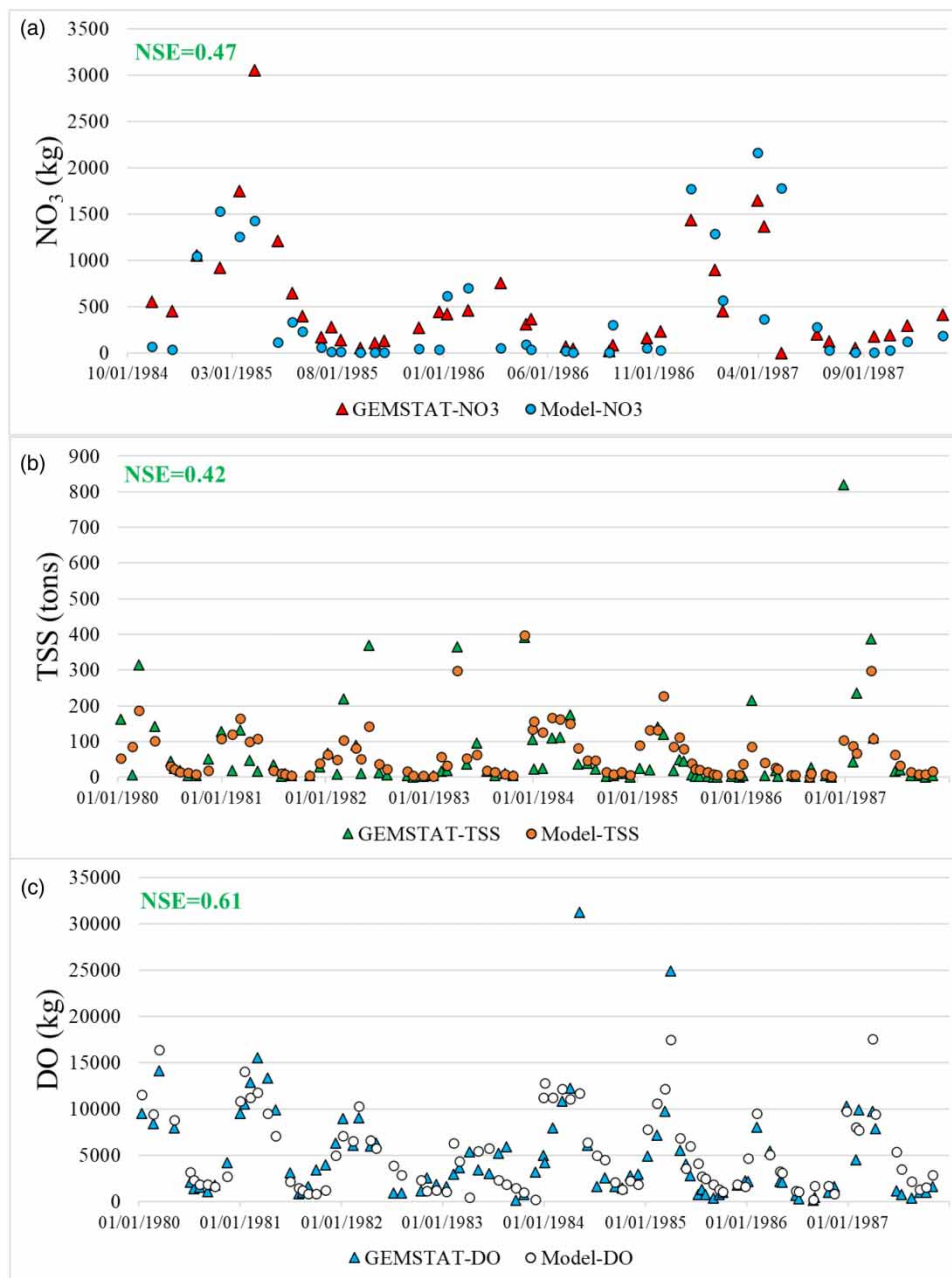 (a)
NSE=0.47
NO₃ (kg)
3500
3000
2500
2000
1500
1000
500
0
10/01/1984 03/01/1985 08/01/1985 01/01/1986 06/01/1986 11/01/1986 04/01/1987 09/01/1987
GEMSTAT-NO3 Model-NO3
(b)
NSE=0.42
TSS (tons)
900
800
700
600
500
400
300
200
100
0
01/01/1980 01/01/1981 01/01/1982 01/01/1983 01/01/1984 01/01/1985 01/01/1986 01/01/1987
GEMSTAT-TSS Model-TSS
(c)
NSE=0.61
DO (kg)
35000
30000
25000
20000
15000
10000
5000
0
01/01/1980 01/01/1981 01/01/1982 01/01/1983 01/01/1984 01/01/1985 01/01/1986 01/01/1987
GEMSTAT-DO Model-DO